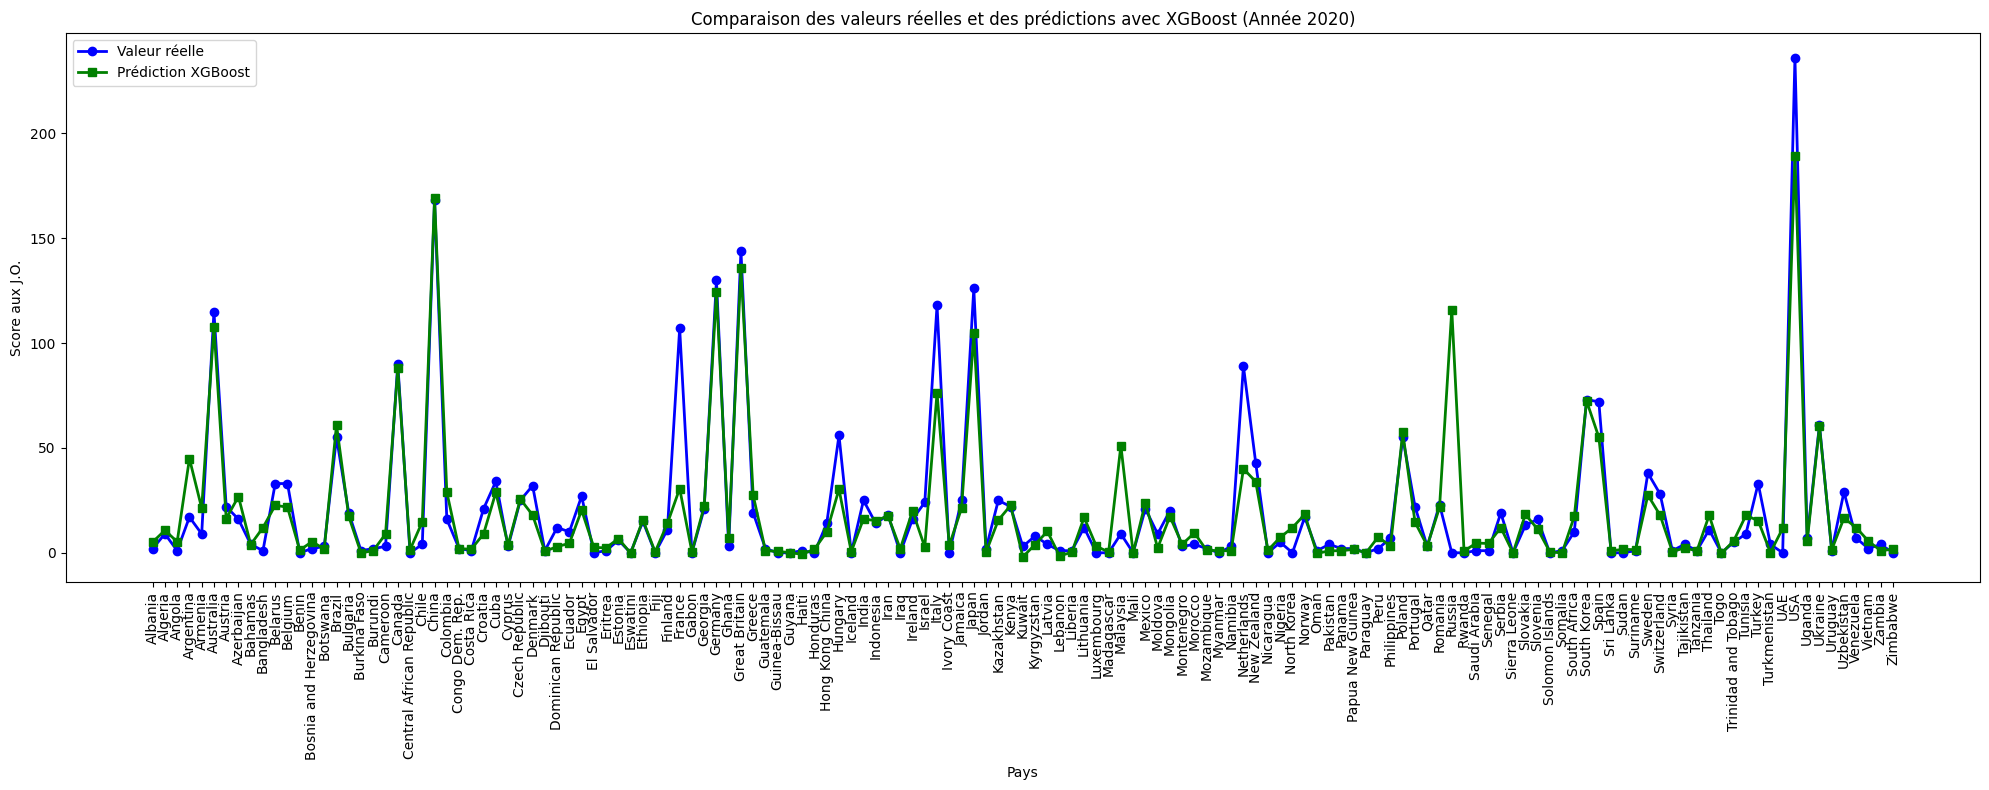 Comparaison des valeurs réelles et des prédictions avec XGBoost (Année 2020)
Valeur réelle
Prédiction XGBoost
Score aux J.O.
200
150
100
50
0
Albania
Algeria
Angola
Argentina
Armenia
Australia
Austria
Azerbaijan
Bahamas
Bangladesh
Belarus
Belgium
Benin
Bosnia and Herzegovina
Botswana
Brazil
Bulgaria
Burkina Faso
Burundi
Cameroon
Canada
Central African Republic
Chile
China
Colombia
Congo Dem. Rep.
Costa Rica
Croatia
Cuba
Cyprus
Czech Republic
Denmark
Djibouti
Dominican Republic
Ecuador
Egypt
El Salvador
Eritrea
Estonia
Eswatini
Ethiopia
Fiji
Finland
France
Gabon
Georgia
Germany
Ghana
Great Britain
Greece
Guatemala
Guinea-Bissau
Guyana
Haiti
Honduras
Hong Kong China
Hungary
Iceland
India
Indonesia
Iran
Iraq
Ireland
Israel
Italy
Ivory Coast
Jamaica
Japan
Jordan
Kazakhstan
Kenya
Kuwait
Kyrgyzstan
Latvia
Lebanon
Liberia
Lithuania
Luxembourg
Madagascar
Malaysia
Mali
Mexico
Moldova
Mongolia
Montenegro
Morocco
Mozambique
Myanmar
Namibia
Netherlands
New Zealand
Nicaragua
Nigeria
North Korea
Norway
Oman
Pakistan
Panama
Papua New Guinea
Paraguay
Peru
Philippines
Poland
Portugal
Qatar
Romania
Russia
Rwanda
Saudi Arabia
Senegal
Serbia
Sierra Leone
Slovakia
Slovenia
Solomon Islands
Somalia
South Africa
South Korea
Spain
Sri Lanka
Sudan
Suriname
Sweden
Switzerland
Syria
Tajikistan
Tanzania
Thailand
Togo
Trinidad and Tobago
Tunisia
Turkey
Turkmenistan
UAE
USA
Uganda
Ukraine
Uruguay
Uzbekistan
Venezuela
Vietnam
Zambia
Zimbabwe
Pays